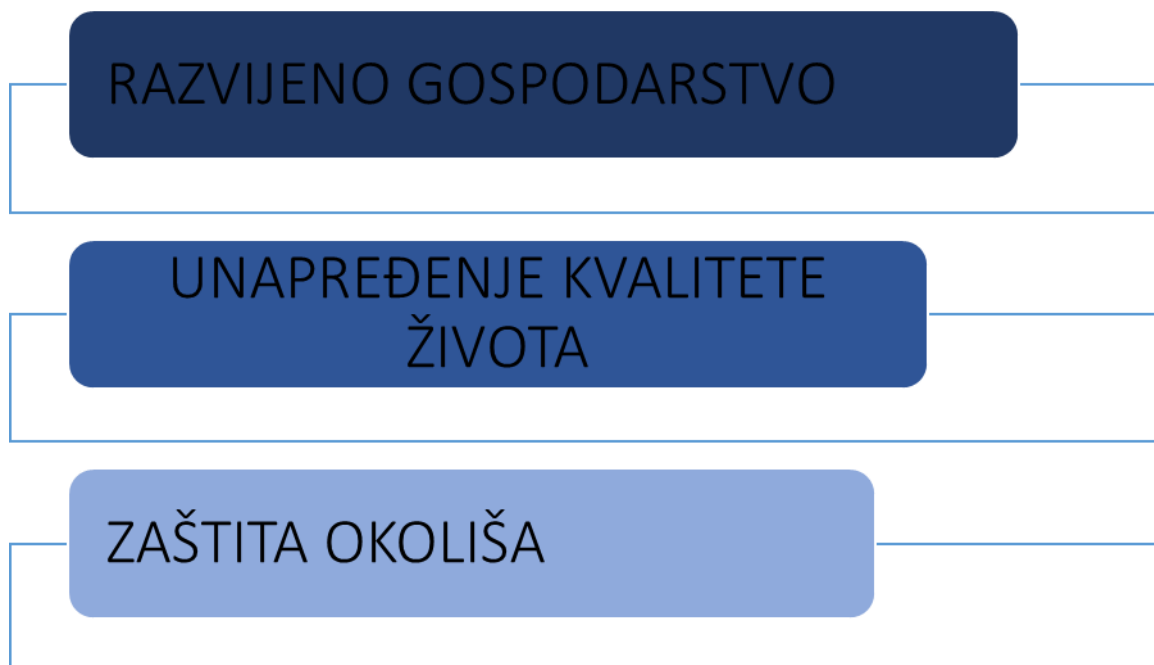 RAZVIJENO GOSPODARSTVO
UNAPREĐENJE KVALITETE
ŽIVOTA
ZAŠTITA OKOLIŠA